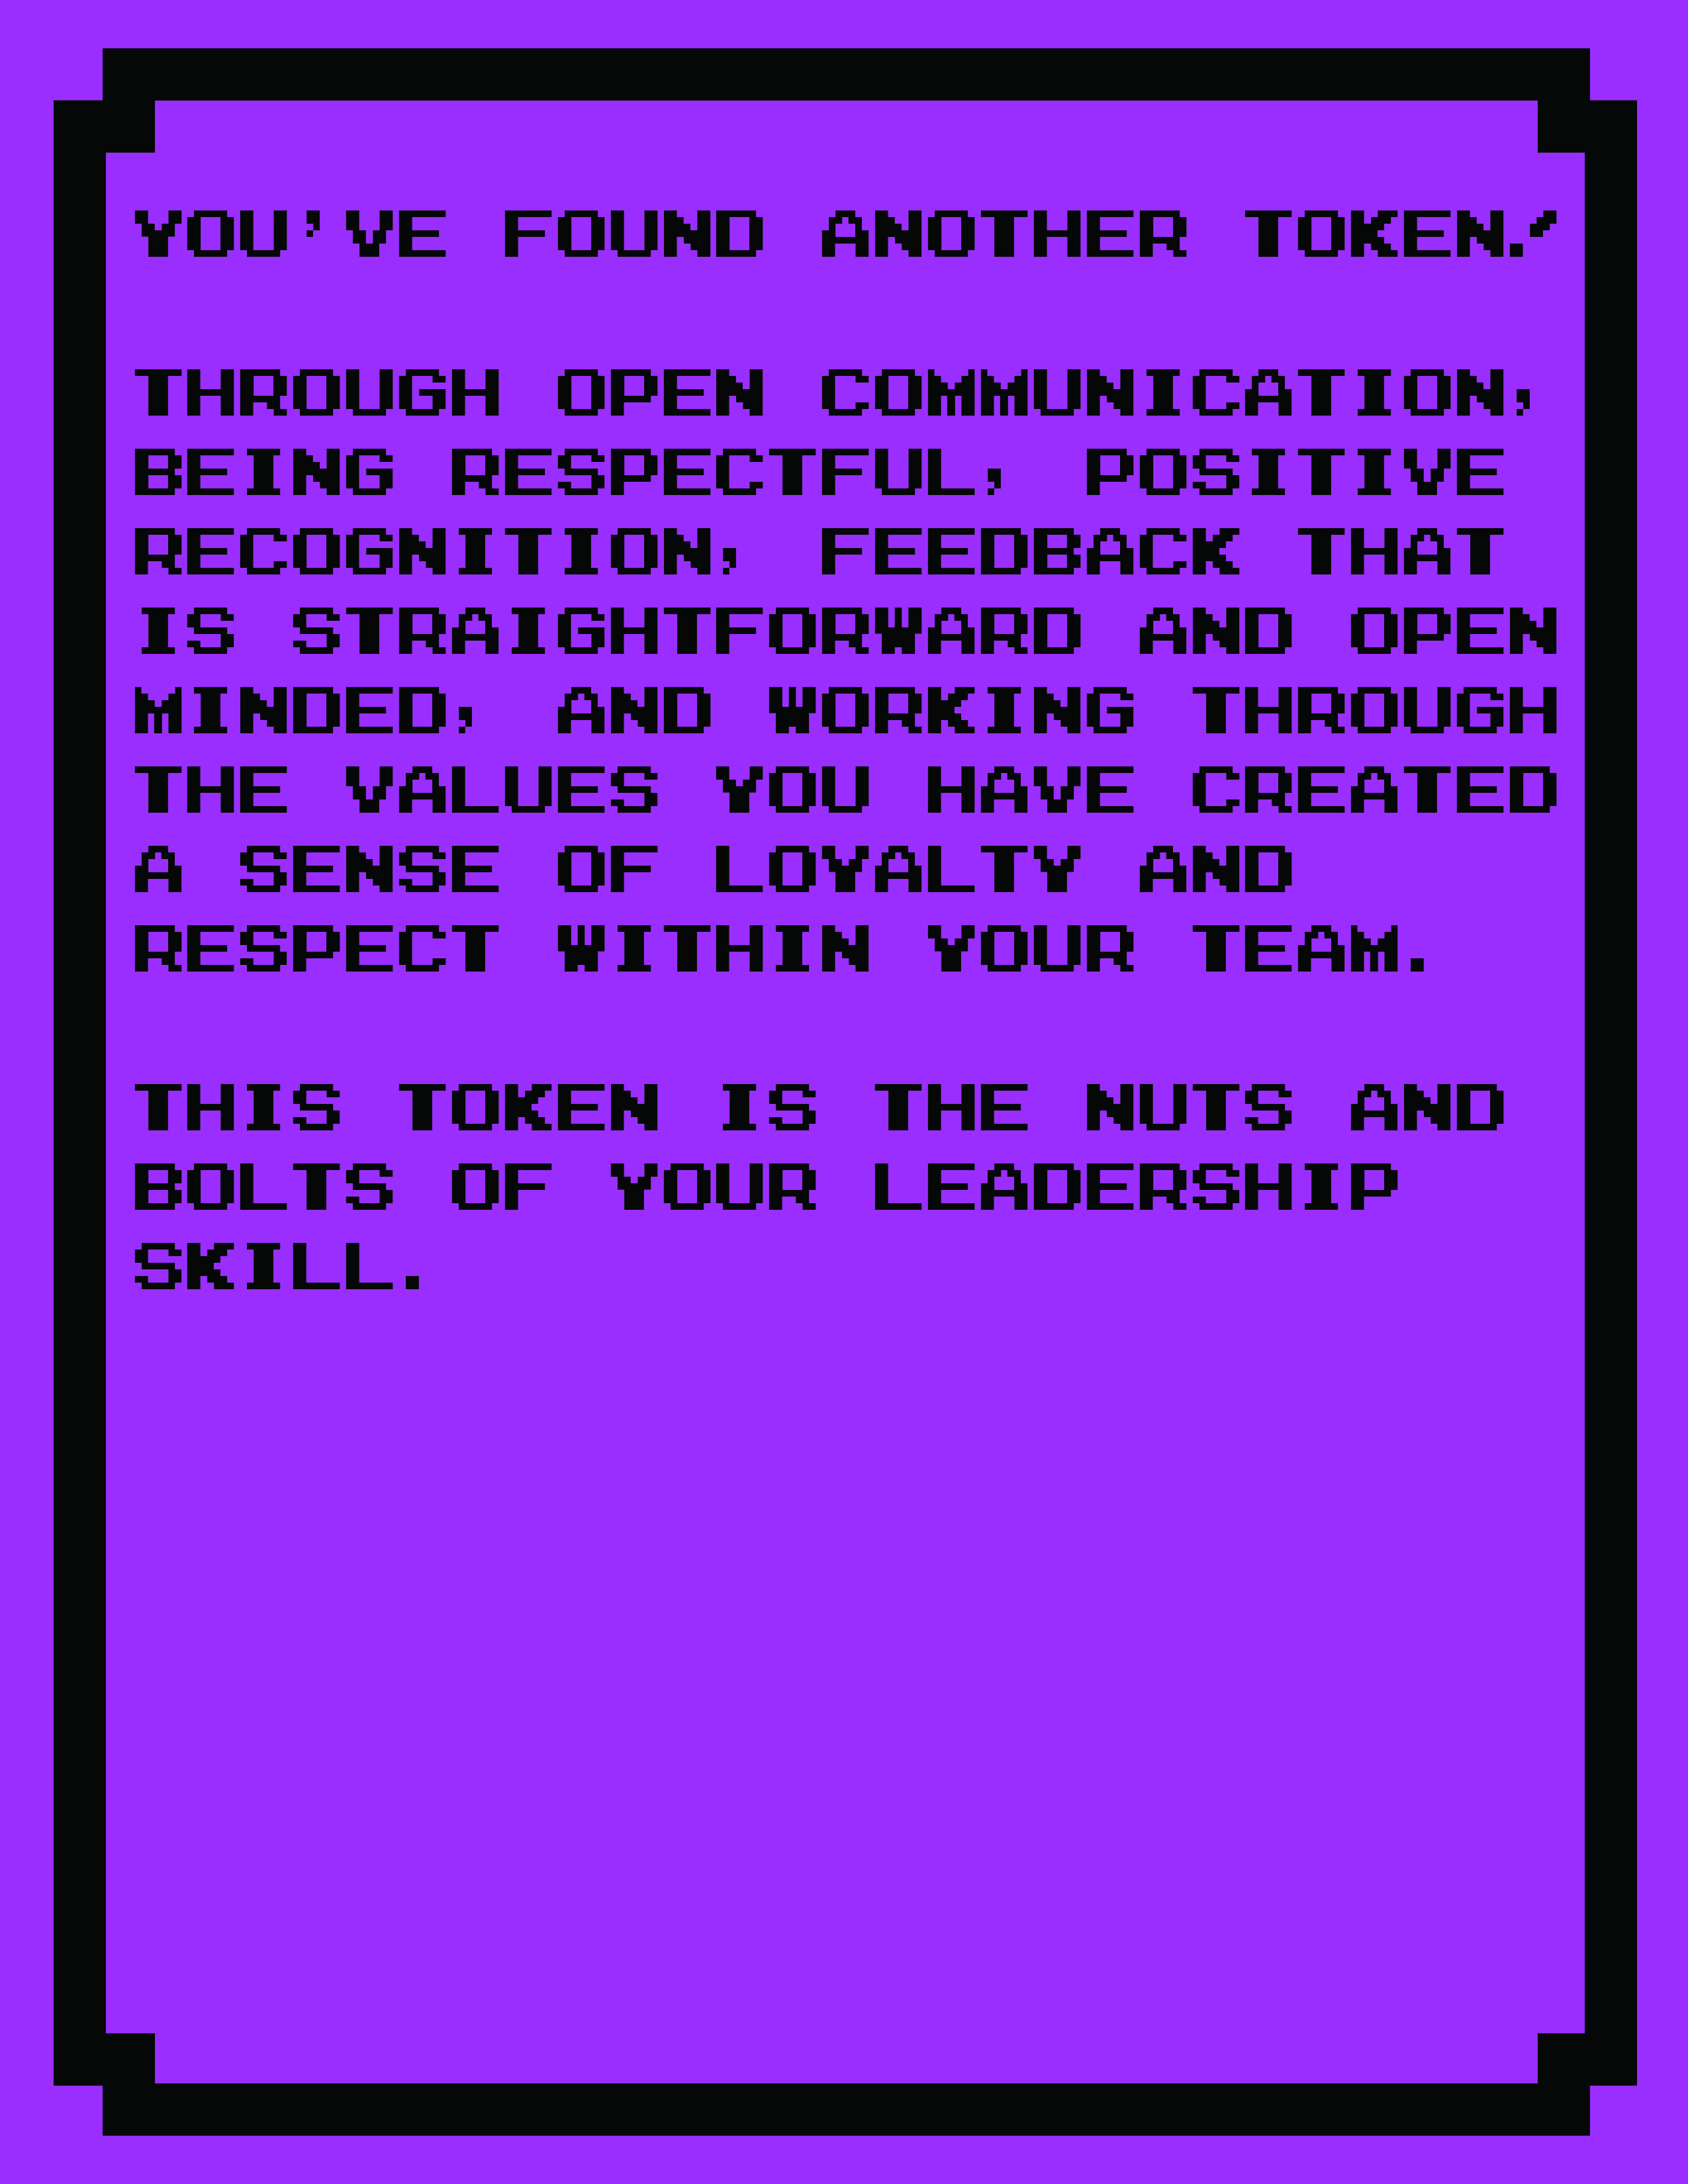 YOU'VE FOUND ANOTHER TOKEN!
THROUGH OPEN COMMUNICATION,
BEING RESPECTFUL, POSITIVE
RECOGNITION, FEEDBACK THAT
IS STRAIGHTFORWARD AND OPEN
MINDED, AND WORKING THROUGH
THE VALUES YOU HAVE CREATED
A SENSE OF LOYALTY AND
RESPECT WITHIN YOUR TEAM.
THIS TOKEN IS THE NUTS AND
BOLTS OF YOUR LEADERSHIP
SKILL.